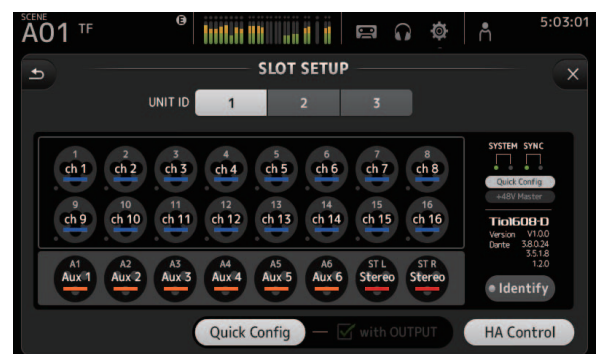 SCENE
A01 TF
E
5:03:01
SLOT SETUP
UNIT ID 1 2 3
1 2 3 4 5 6 7 8
ch 1 ch 2 ch 3 ch 4 ch 5 ch 6 ch 7 ch 8
9 10 11 12 13 14 15 16
ch 9 ch 10 ch 11 ch 12 ch 13 ch 14 ch 15 ch 16
A1 A2 A3 A4 A5 A6 ST L ST R
Aux 1 Aux 2 Aux 3 Aux 4 Aux 5 Aux 6 Stereo Stereo
SYSTEM SYNC
Quick Config
+48V Master
Tio1608-D
Version V1.0.0
Dante 3.8.0.24
3.5.1.8
1.2.0
Identify
Quick Config with OUTPUT HA Control